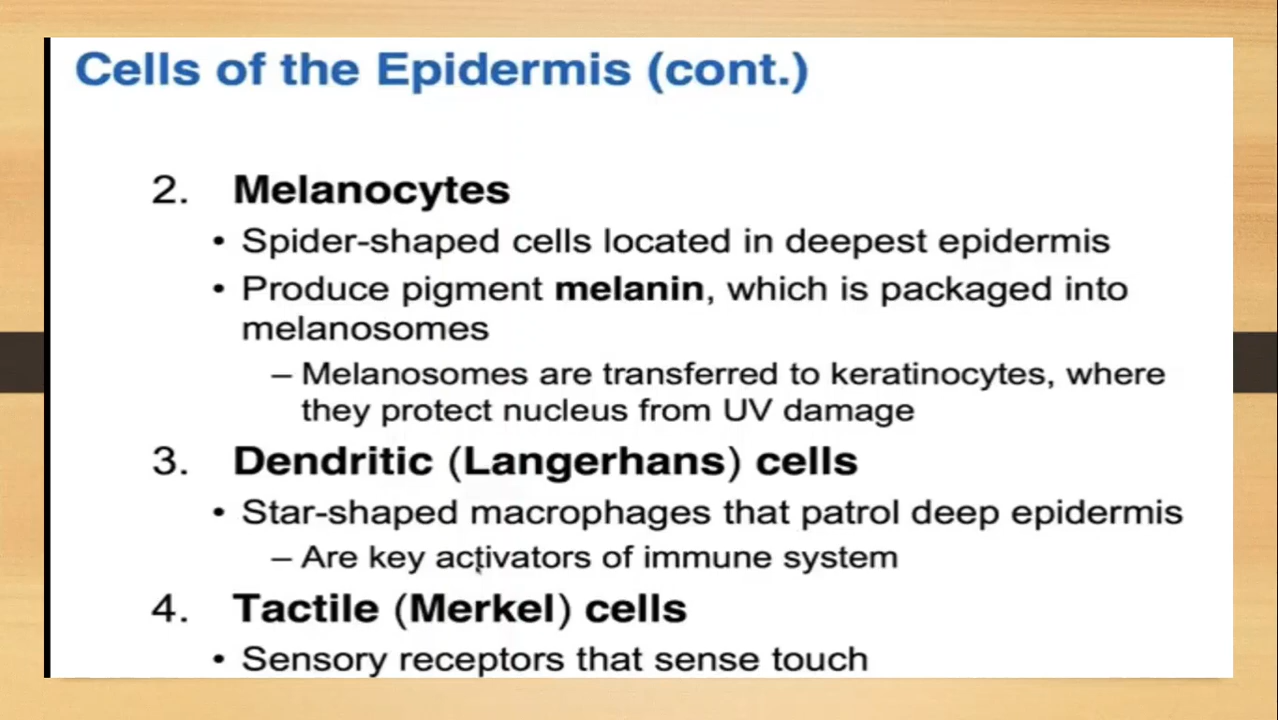 Cells of the Epidermis (cont.)
2. Melanocytes
• Spider-shaped cells located in deepest epidermis
• Produce pigment melanin, which is packaged into
melanosomes
– Melanosomes are transferred to keratinocytes, where
they protect nucleus from UV damage
3. Dendritic (Langerhans) cells
• Star-shaped macrophages that patrol deep epidermis
– Are key activators of immune system
4. Tactile (Merkel) cells
• Sensory receptors that sense touch